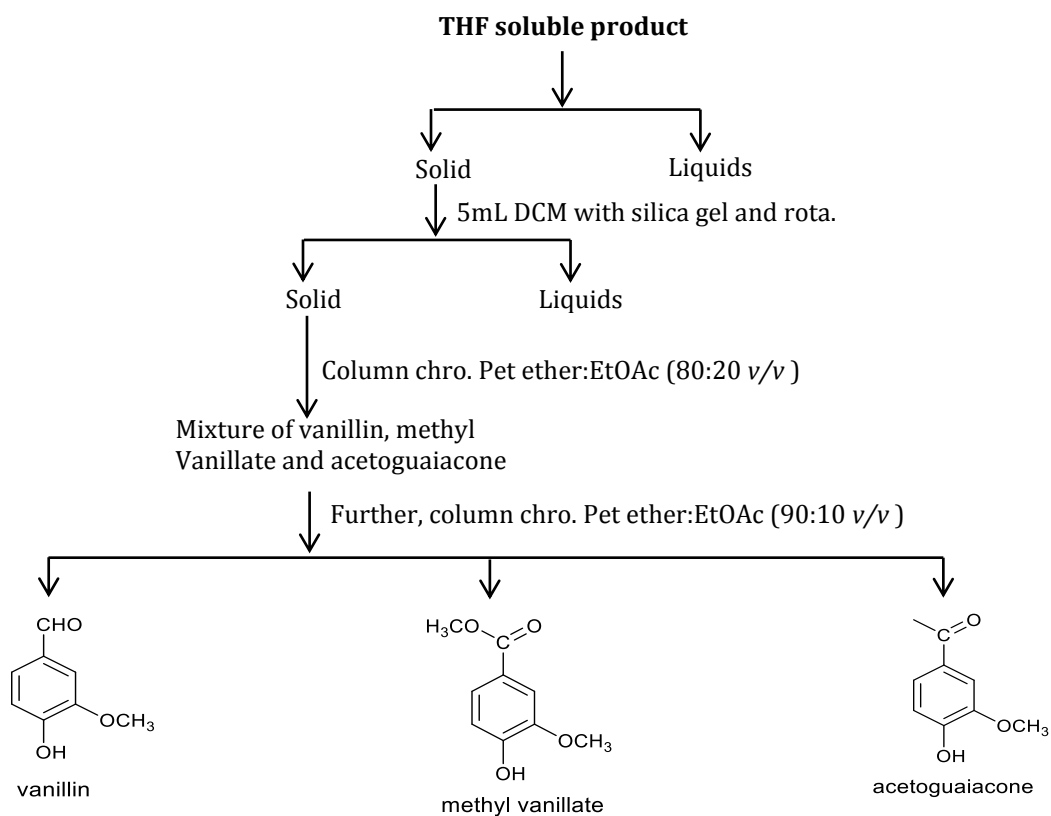 THF soluble product
Solid
Liquids
5mL DCM with silica gel and rota.
Solid
Liquids
Column chro. Pet ether:EtOAc (80:20 v/v )
Mixture of vanillin, methyl
Vanillate and acetoguaiacone
Further, column chro. Pet ether:EtOAc (90:10 v/v )
CHO
OCH₃
OH
vanillin
H₃CO
C
O
OCH₃
OH
methyl vanillate
C
O
OCH₃
OH
acetoguaiacone